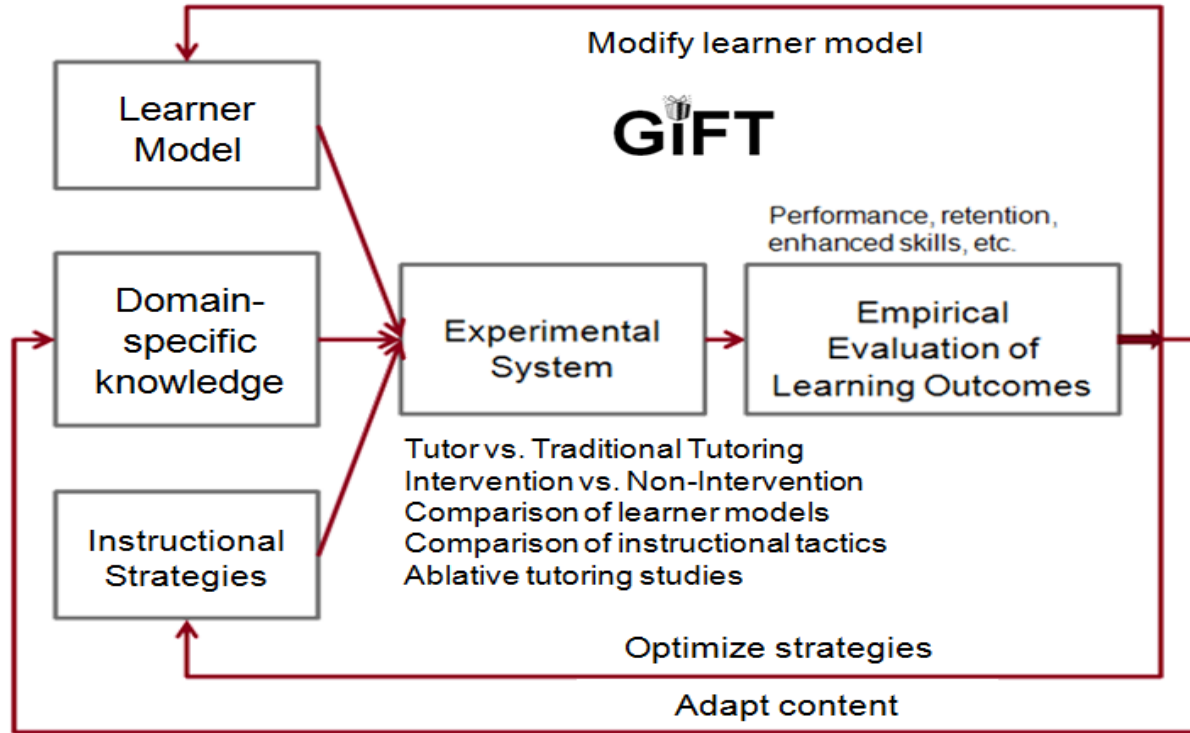 Modify learner model
GiFT
Learner
Model
Performance, retention,
enhanced skills, etc.
Domain-
specific
knowledge
Experimental
System
Empirical
Evaluation of
Learning Outcomes
Tutor vs. Traditional Tutoring
Intervention vs. Non-Intervention
Comparison of learner models
Comparison of instructional tactics
Ablative tutoring studies
Instructional
Strategies
Optimize strategies
Adapt content